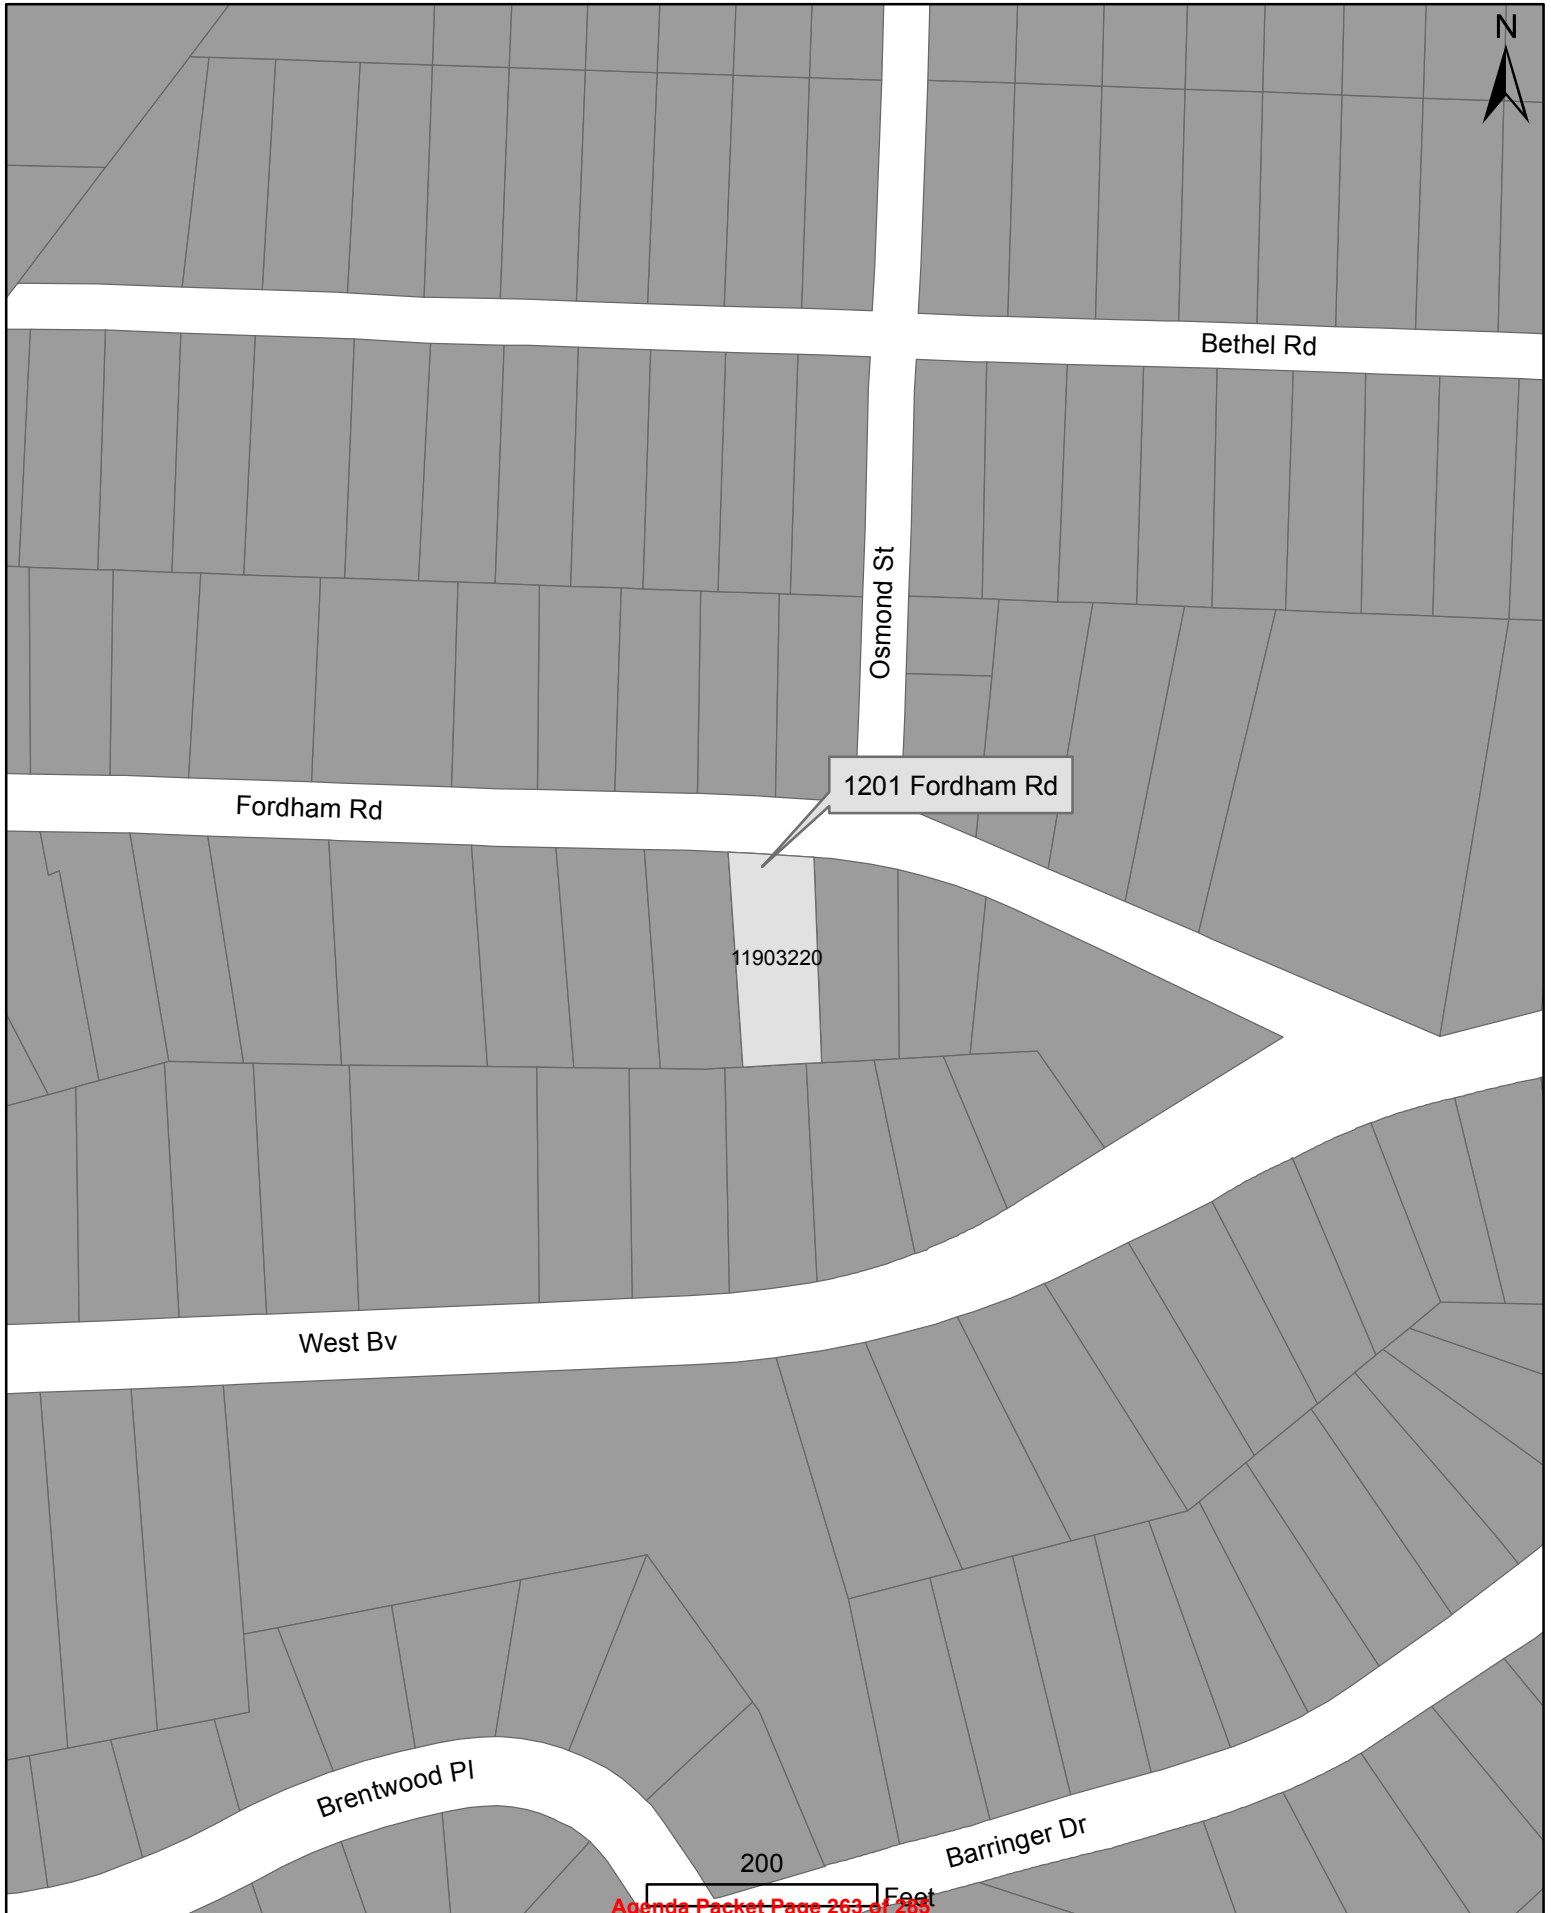 N
Bethel Rd
Osmond St
1201 Fordham Rd
Fordham Rd
11903220
West Bv
Brentwood Pl
Barringer Dr
200
Feet
Agenda Packet Page 263 of 285